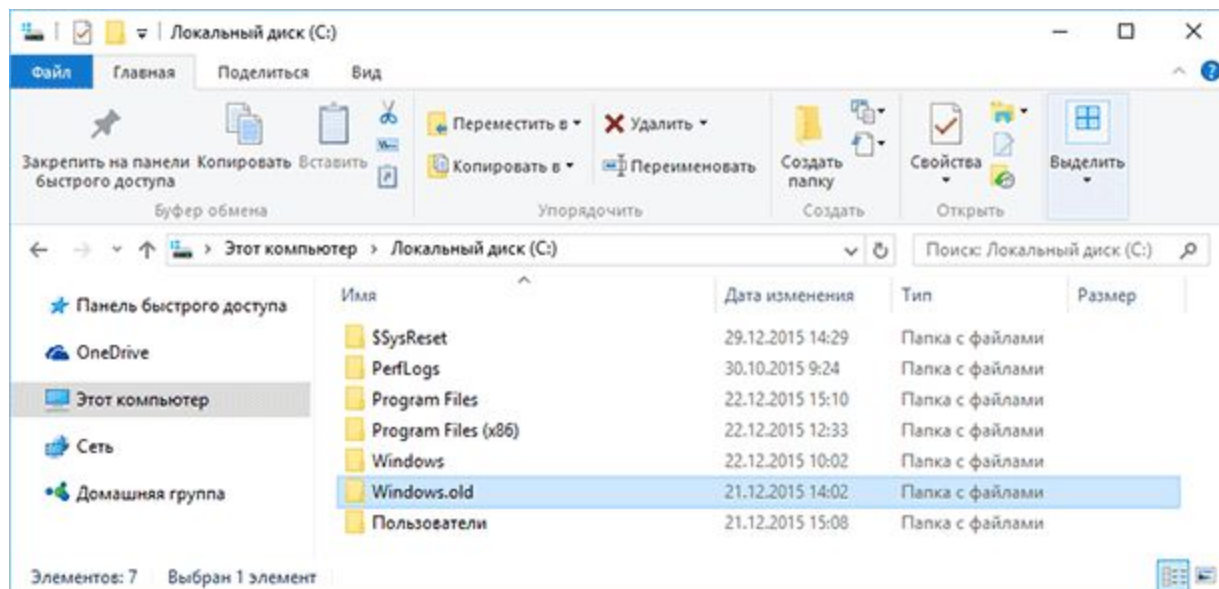 Локальный диск (C:)
Файл Главная Поделиться Вид
Закрепить на панели быстрого доступа
Копировать
Вставить
Переместить в
Копировать в
Удалить
Переименовать
Создать папку
Свойства
Выделить
Буфер обмена Упорядочить Создать Открыть
Этот компьютер > Локальный диск (C:)
Поиск: Локальный диск (C:)
Панель быстрого доступа
OneDrive
Этот компьютер
Сеть
Домашняя группа
Имя Дата изменения Тип Размер
$SysReset 29.12.2015 14:29 Папка с файлами
PerfLogs 30.10.2015 9:24 Папка с файлами
Program Files 22.12.2015 15:10 Папка с файлами
Program Files (x86) 22.12.2015 12:33 Папка с файлами
Windows 22.12.2015 10:02 Папка с файлами
Windows.old 21.12.2015 14:02 Папка с файлами
Пользователи 21.12.2015 15:08 Папка с файлами
Элементов: 7 Выбран 1 элемент